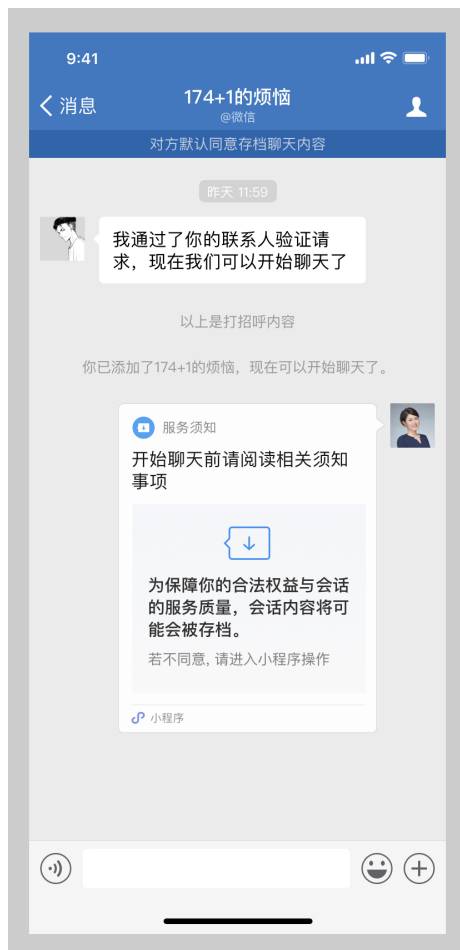 9:41
消息
174+1的烦恼
@微信
对方默认同意存档聊天内容
昨天 11:59
我通过了你的联系人验证请
求，现在我们可以开始聊天了
以上是打招呼内容
你已添加了174+1的烦恼，现在可以开始聊天了。
服务须知
开始聊天前请阅读相关须知
事项
为保障你的合法权益与会话
的服务质量，会话内容将可
能会被存档。
若不同意, 请进入小程序操作
小程序